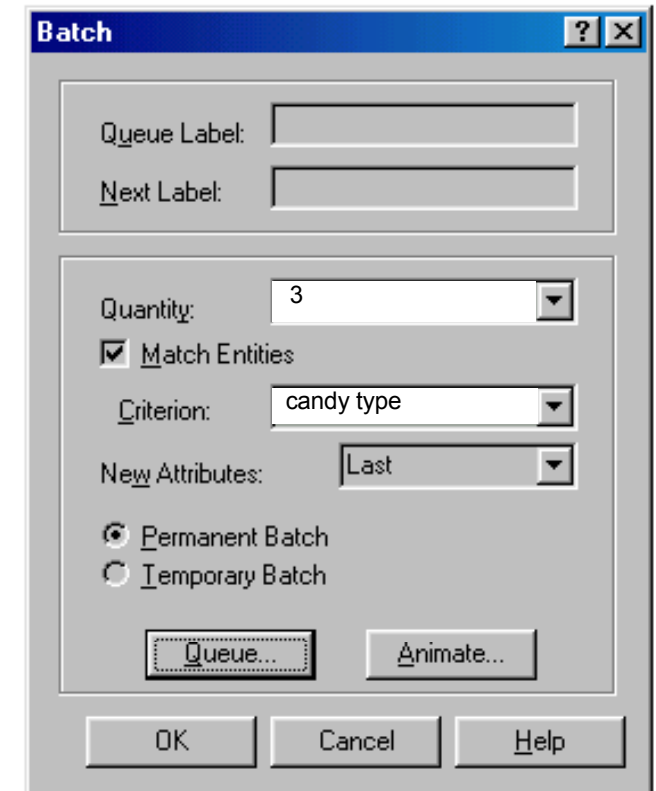 Batch
Queue Label:
Next Label:
Quantity: 3
Match Entities
Criterion: candy type
New Attributes: Last
Permanent Batch
Temporary Batch
Queue... Animate...
OK Cancel Help